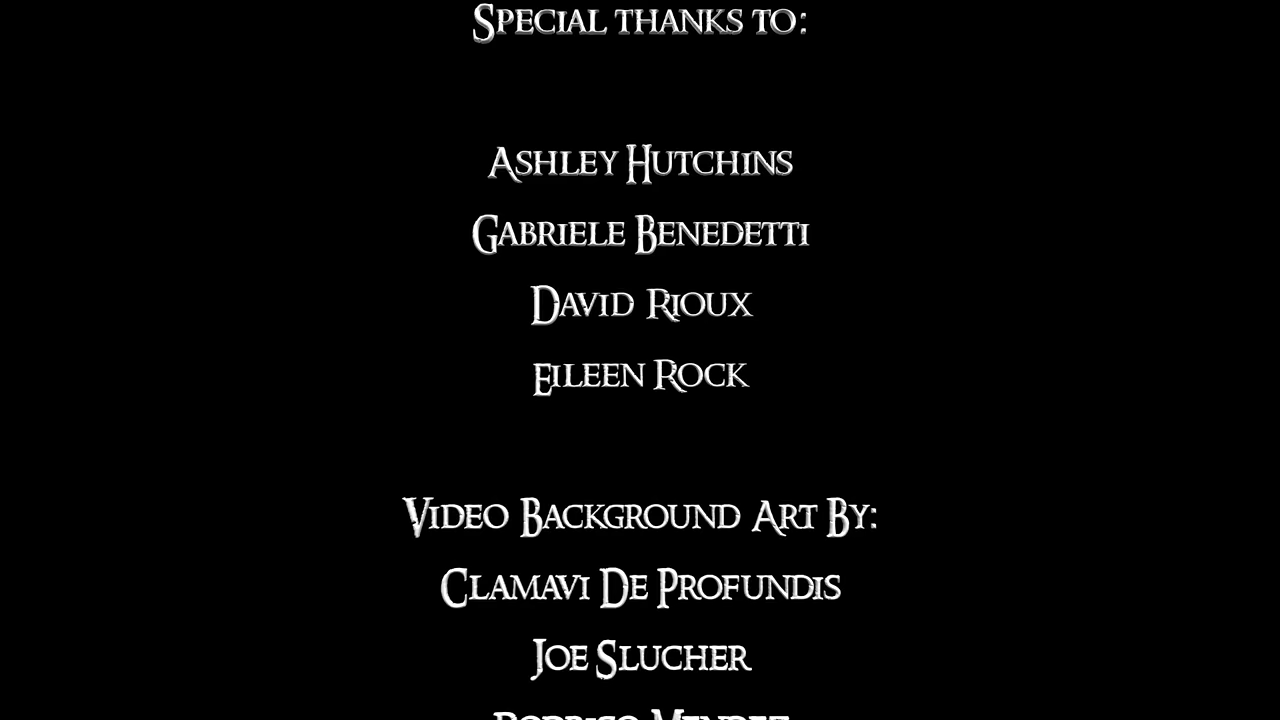 Special thanks to:
Ashley Hutchins
Gabriele Benedetti
David Rioux
Eileen Rock
Video Background Art By:
Clamavi De Profundis
Joe Slucher